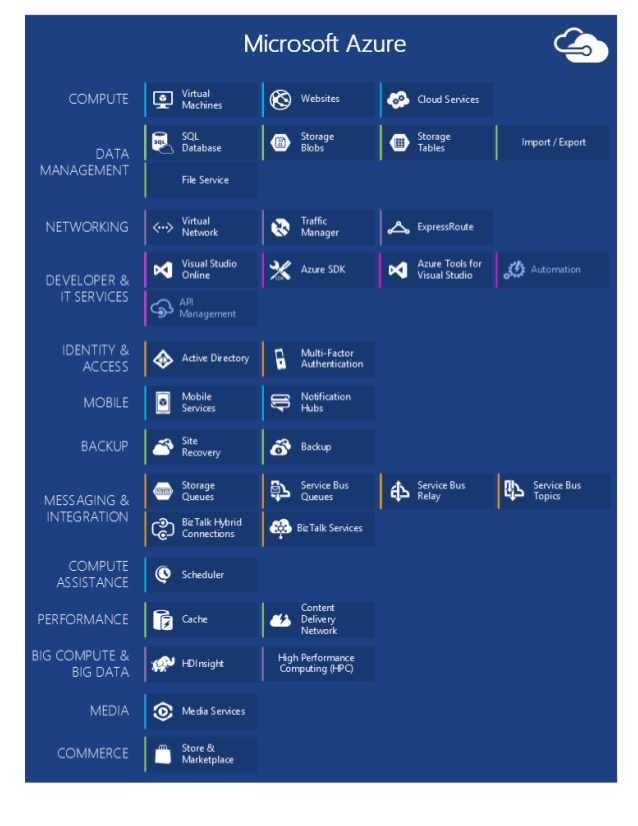 Microsoft Azure
COMPUTE
Virtual
Machines
Websites
Cloud Services
DATA
MANAGEMENT
SQL
SQL
Database
Storage
Blobs
Storage
Tables
Import / Export
File Service
NETWORKING
Virtual
Network
Traffic
Manager
ExpressRoute
DEVELOPER &
IT SERVICES
Visual Studio
Online
Azure SDK
Azure Tools for
Visual Studio
Automation
API
Management
IDENTITY &
ACCESS
Active Directory
Multi-Factor
Authentication
MOBILE
Mobile
Services
Notification
Hubs
BACKUP
Site
Recovery
Backup
MESSAGING &
INTEGRATION
Storage
Queues
Service Bus
Queues
Service Bus
Relay
Service Bus
Topics
BizTalk Hybrid
Connections
BizTalk Services
COMPUTE
ASSISTANCE
Scheduler
PERFORMANCE
Cache
Content
Delivery
Network
BIG COMPUTE &
BIG DATA
HDInsight
High Performance
Computing (HPC)
MEDIA
Media Services
COMMERCE
Store &
Marketplace